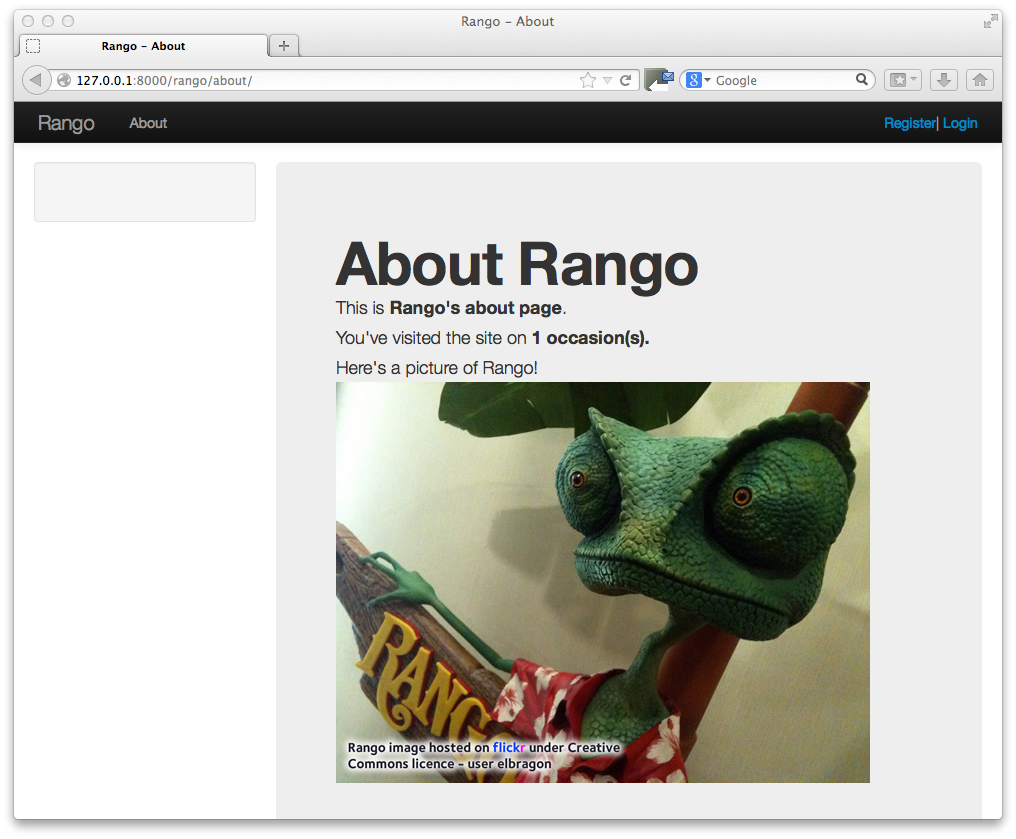 Rango – About
Rango – About
127.0.0.1:8000/rango/about/
Google
Rango About Register| Login
About Rango
This is Rango's about page.
You've visited the site on 1 occasion(s).
Here's a picture of Rango!
RANGO
Rango image hosted on flickr under Creative
Commons licence - user elbragon